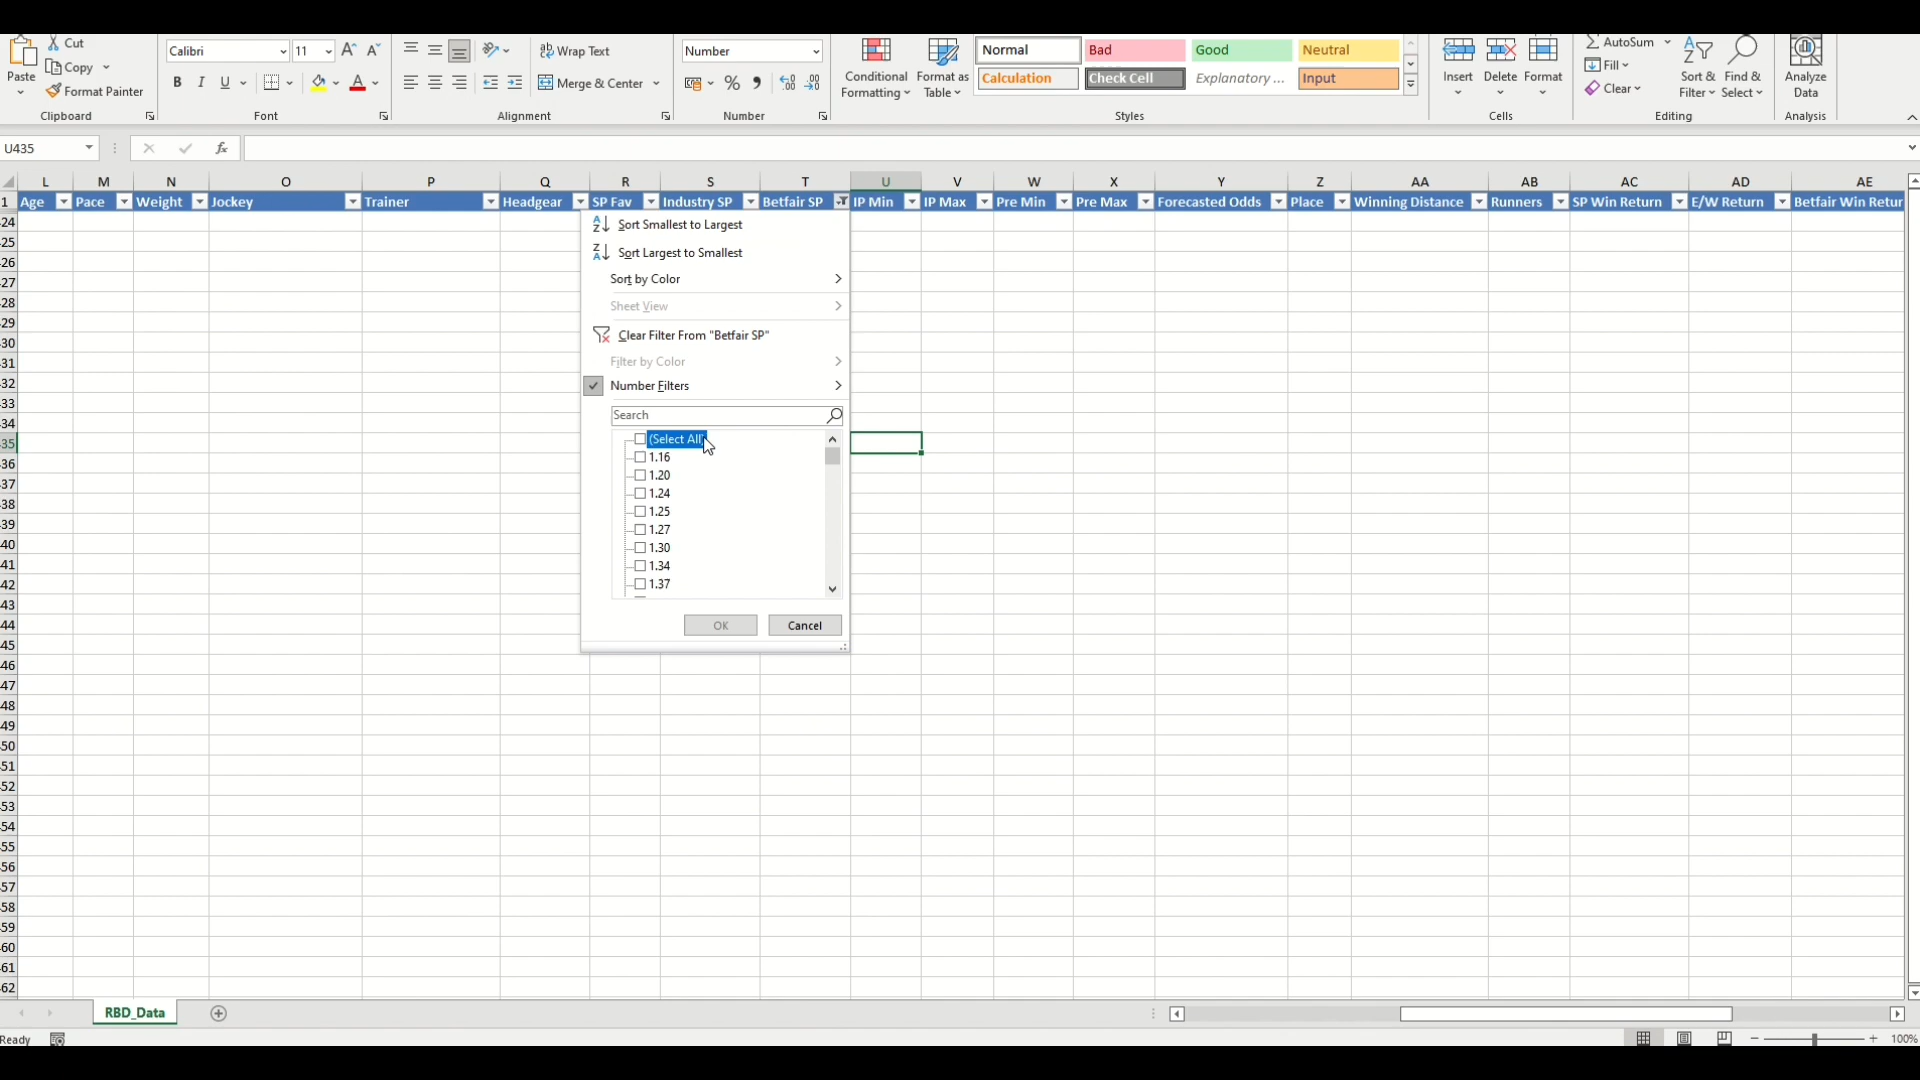 Cut
Calibri 11
Wrap Text
Number
Normal Bad Good Neutral
AutoSum
Copy
Fill
Paste
Conditional Formatting
Format as Table
Insert Delete Format
Sort & Filter
Find & Select
Analyze Data
Format Painter
B I U
A
Merge & Center
%
Calculation Check Cell Explanatory ... Input
Clear
Clipboard Font Alignment Number Styles Cells Editing Analysis
U435
fx
L M N O P Q R S T U V W X Y Z AA AB AC AD AE
1 Age Pace Weight Jockey Trainer Headgear SP Fav Industry SP Betfair SP IP Min IP Max Pre Min Pre Max Forecasted Odds Place Winning Distance Runners SP Win Return E/W Return Betfair Win Retur
24
25
26
27
28
29
30
31
32
33
34
35
36
37
38
39
40
41
42
43
44
45
46
47
48
49
50
51
52
53
54
55
56
57
58
59
60
61
62
Sort Smallest to Largest
Sort Largest to Smallest
Sort by Color
Sheet View
Clear Filter From "Betfair SP"
Filter by Color
Number Filters
Search
(Select All)
1.16
1.20
1.24
1.25
1.27
1.30
1.34
1.37
OK Cancel
RBD_Data
Ready
100%